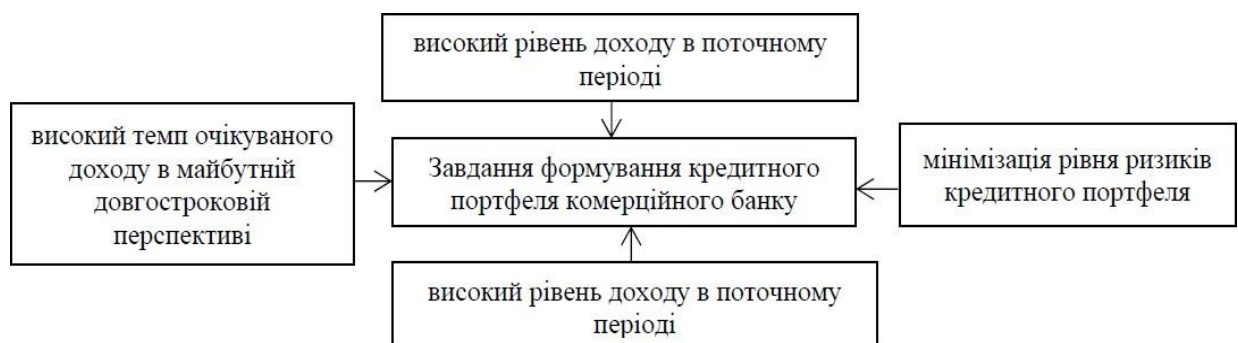 високий рівень доходу в поточному
періоді
високий темп очікуваного
доходу в майбутній
довгостроковій
перспективі
Завдання формування кредитного
портфеля комерційного банку
мінімізація рівня ризиків
кредитного портфеля
високий рівень доходу в поточному
періоді